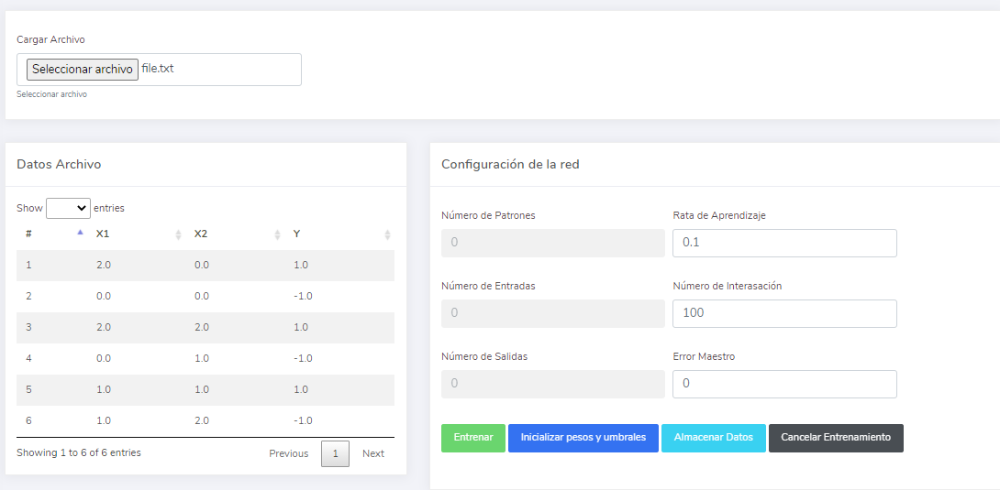 Cargar Archivo
Seleccionar archivo file.txt
Seleccionar archivo
Datos Archivo
Show entries
# X1 X2 Y
1 2.0 0.0 1.0
2 0.0 0.0 -1.0
3 2.0 2.0 1.0
4 0.0 1.0 -1.0
5 1.0 1.0 1.0
6 1.0 2.0 -1.0
Showing 1 to 6 of 6 entries
Previous 1 Next
Configuración de la red
Número de Patrones Rata de Aprendizaje
0 0.1
Número de Entradas Número de Interasación
0 100
Número de Salidas Error Maestro
0 0
Entrenar Inicializar pesos y umbrales Almacenar Datos Cancelar Entrenamiento